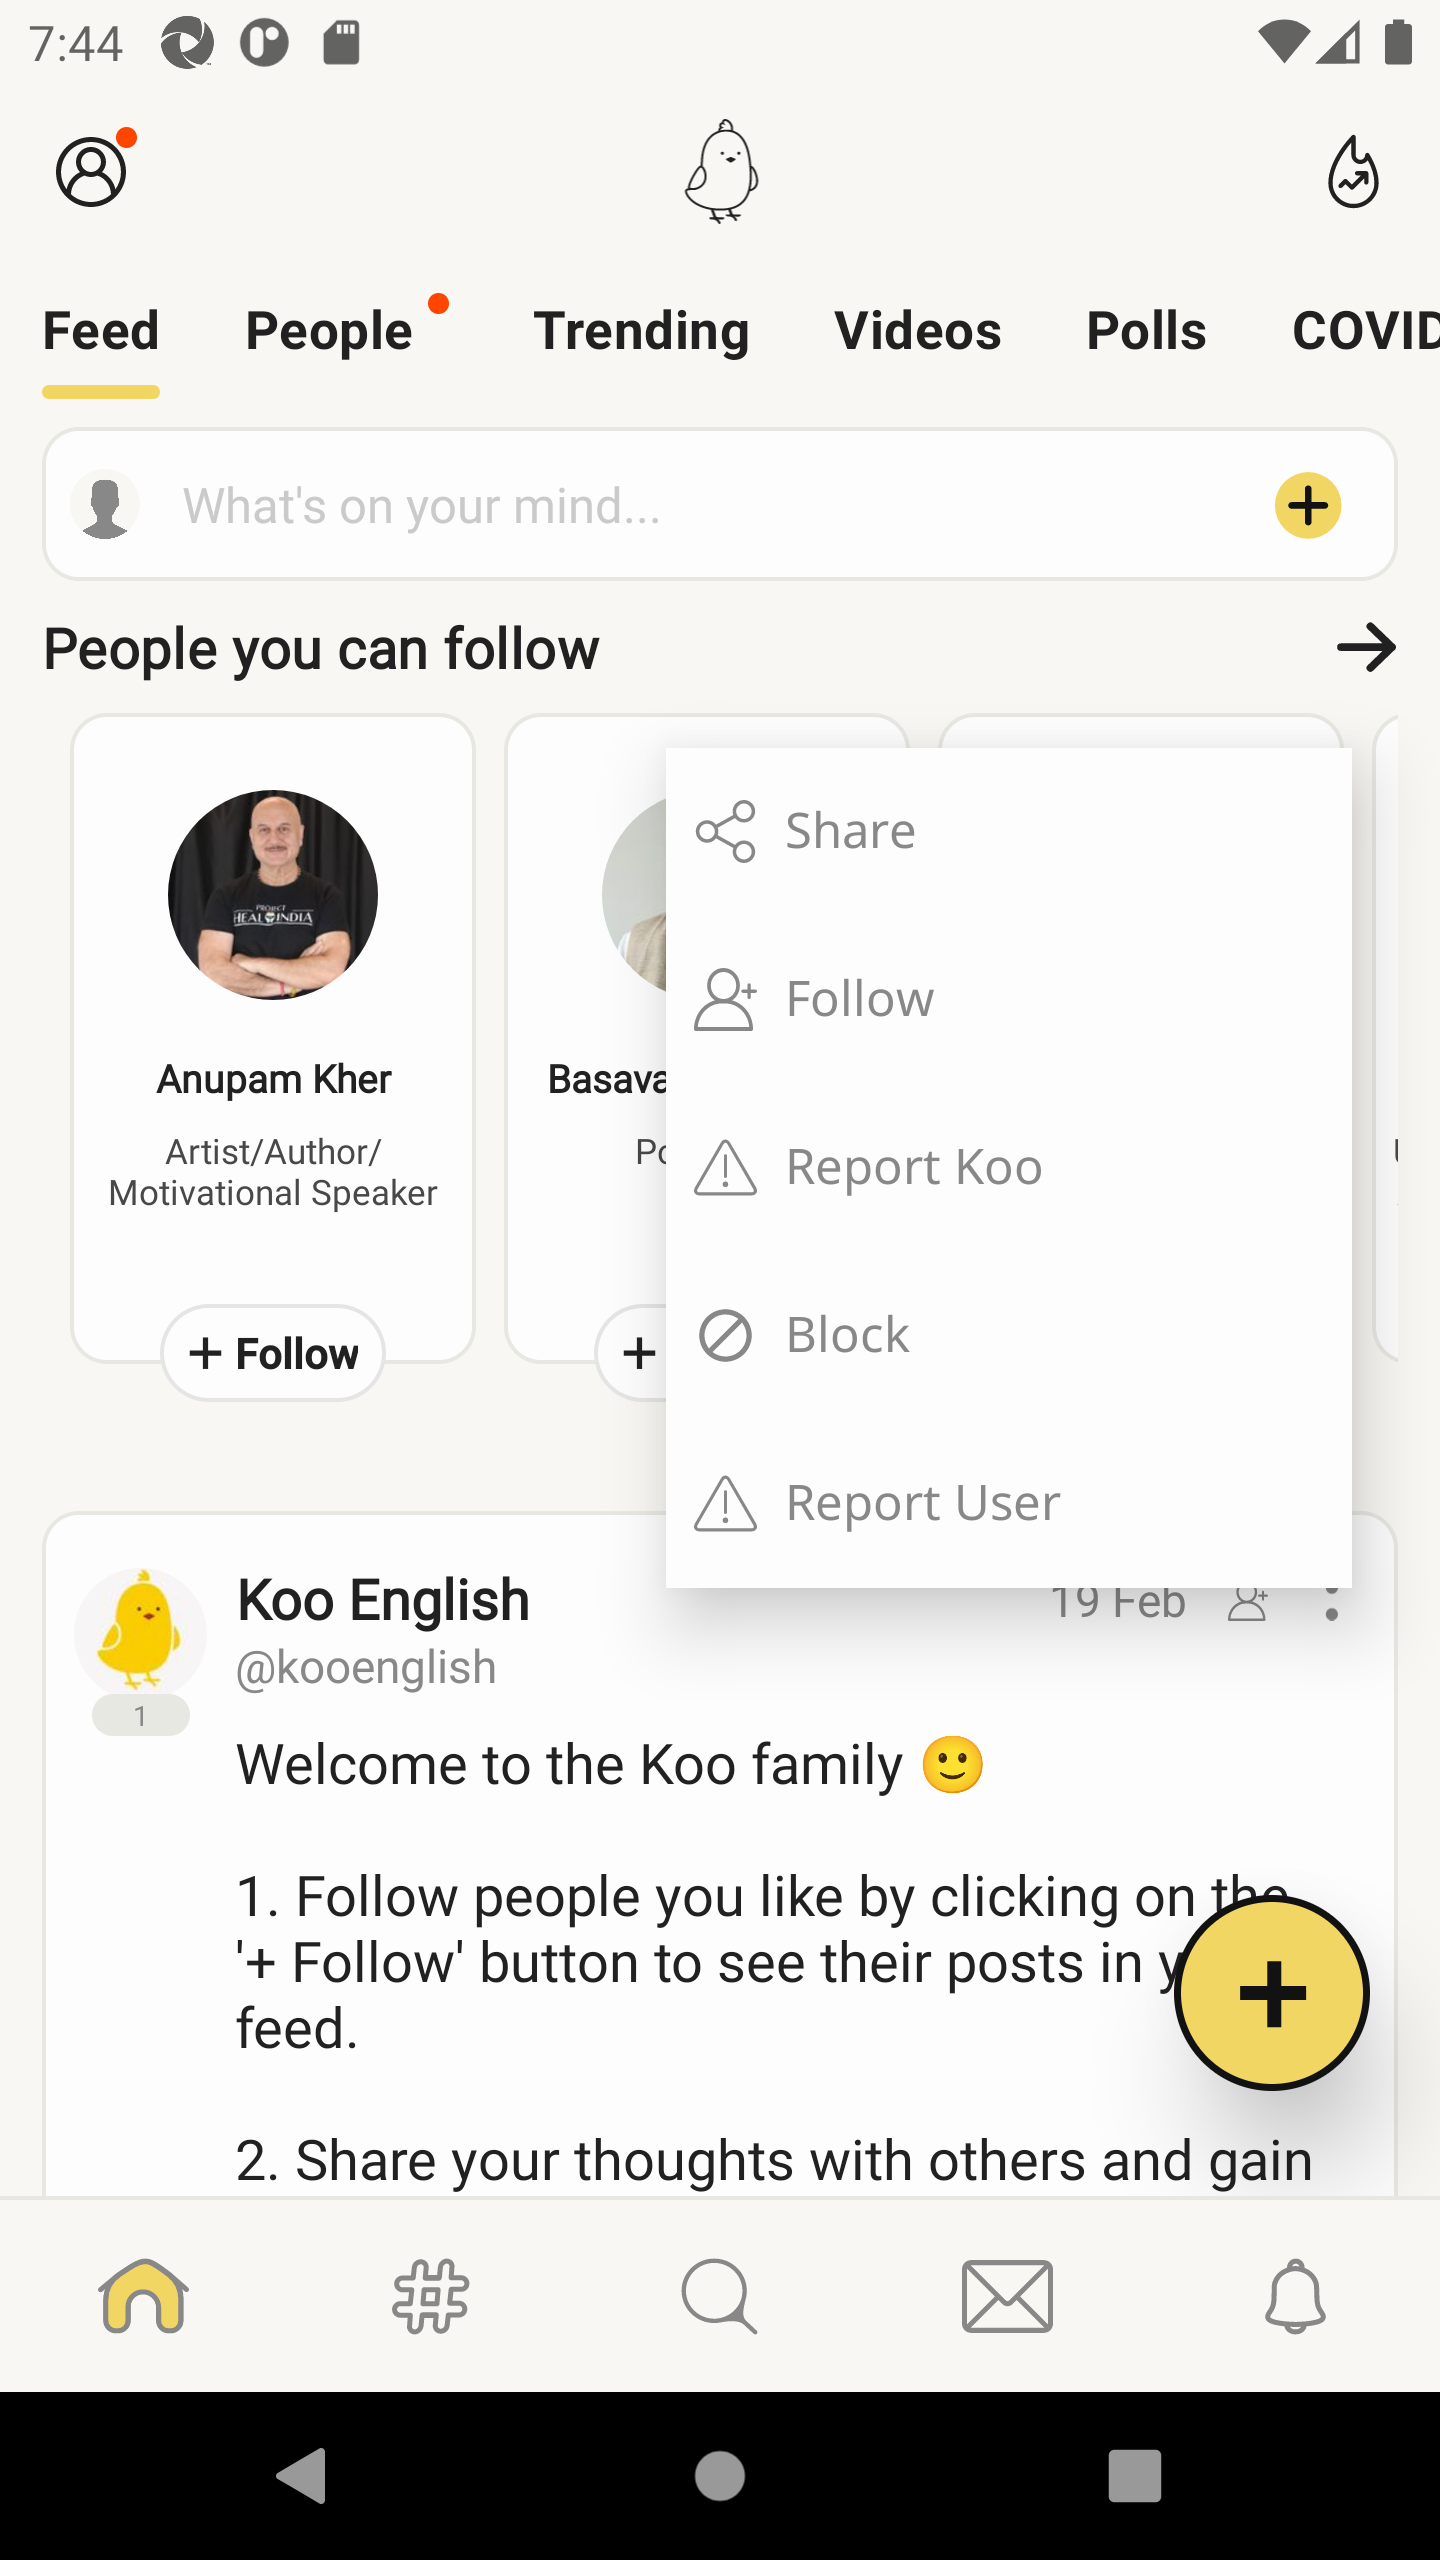 7:44
Feed People Trending Videos Polls COVID
What's on your mind...
People you can follow
PROJECT
HEAL INDIA
Anupam Kher
Artist/Author/
Motivational Speaker
+ Follow
Basava
Po
+
Share
Follow
Report Koo
Block
Report User
Koo English
19 Feb
@kooenglish
1
Welcome to the Koo family 🙂
1. Follow people you like by clicking on the
'+ Follow' button to see their posts in y
feed.
2. Share your thoughts with others and gain